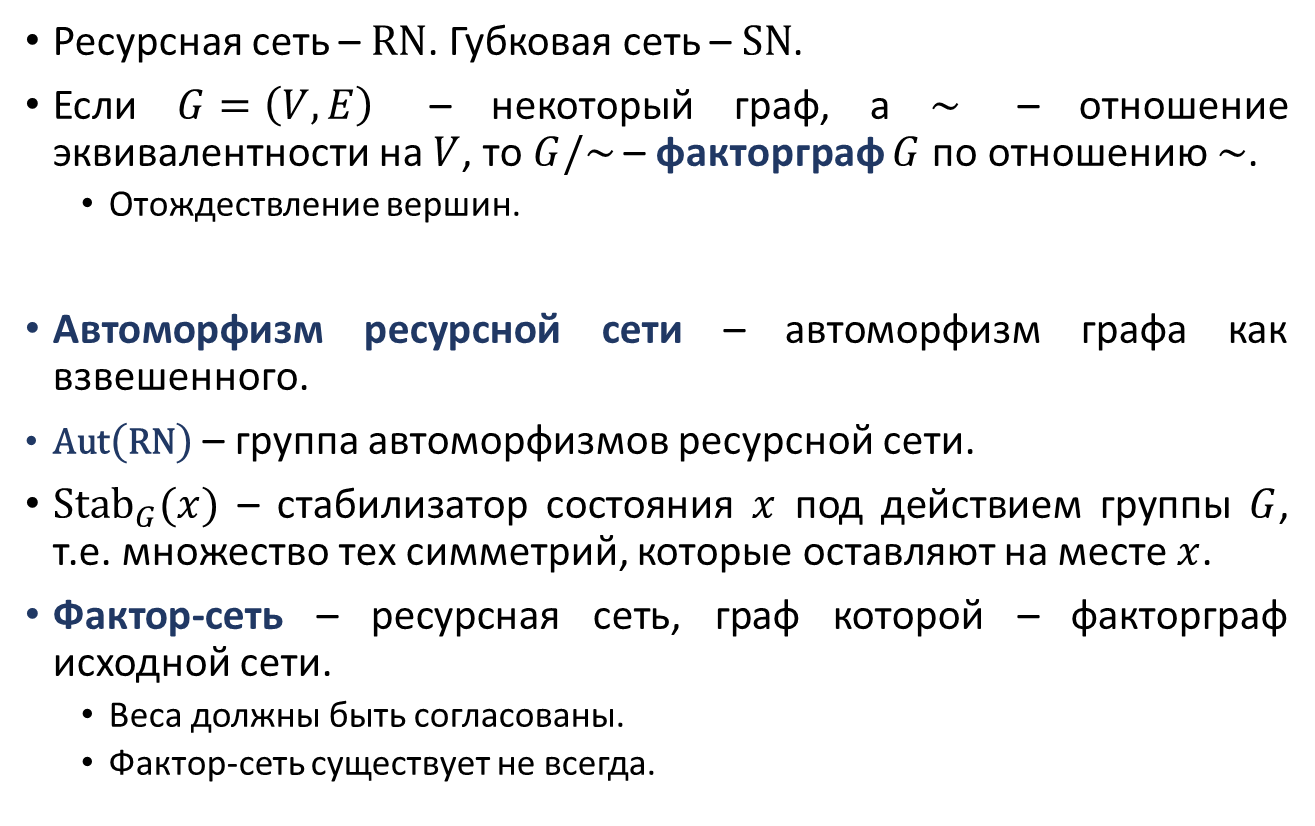 • Ресурсная сеть – RN. Губковая сеть – SN.
• Если G = (V, E) – некоторый граф, а ~ – отношение
эквивалентности на V, то G/~ – факторграф G по отношению ~.
• Отождествление вершин.
• Автоморфизм ресурсной сети – автоморфизм графа как
взвешенного.
• Aut(RN) – группа автоморфизмов ресурсной сети.
• Stab_G(x) – стабилизатор состояния x под действием группы G,
т.е. множество тех симметрий, которые оставляют на месте x.
• Фактор-сеть – ресурсная сеть, граф которой – факторграф
исходной сети.
• Веса должны быть согласованы.
• Фактор-сеть существует не всегда.